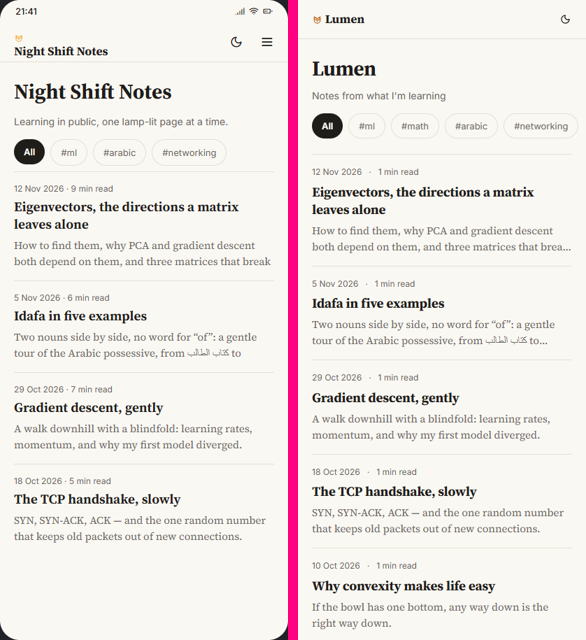 21:41
Night Shift Notes
Night Shift Notes
Learning in public, one lamp-lit page at a time.
All
#ml
#arabic
#networking
12 Nov 2026 · 9 min read
Eigenvectors, the directions a matrix
leaves alone
How to find them, why PCA and gradient descent
both depend on them, and three matrices that break
5 Nov 2026 · 6 min read
Idafa in five examples
Two nouns side by side, no word for “of”: a gentle
tour of the Arabic possessive, from كتاب الطالب to
29 Oct 2026 · 7 min read
Gradient descent, gently
A walk downhill with a blindfold: learning rates,
momentum, and why my first model diverged.
18 Oct 2026 · 5 min read
The TCP handshake, slowly
SYN, SYN-ACK, ACK — and the one random number
that keeps old packets out of new connections.
Lumen
Lumen
Notes from what I'm learning
All
#ml
#math
#arabic
#networking
12 Nov 2026 · 1 min read
Eigenvectors, the directions a matrix
leaves alone
How to find them, why PCA and gradient descent
both depend on them, and three matrices that brea...
5 Nov 2026 · 1 min read
Idafa in five examples
Two nouns side by side, no word for “of”: a gentle
tour of the Arabic possessive, from كتاب الطالب to...
29 Oct 2026 · 1 min read
Gradient descent, gently
A walk downhill with a blindfold: learning rates,
momentum, and why my first model diverged.
18 Oct 2026 · 1 min read
The TCP handshake, slowly
SYN, SYN-ACK, ACK — and the one random number
that keeps old packets out of new connections.
10 Oct 2026 · 1 min read
Why convexity makes life easy
If the bowl has one bottom, any way down is the
right way down.